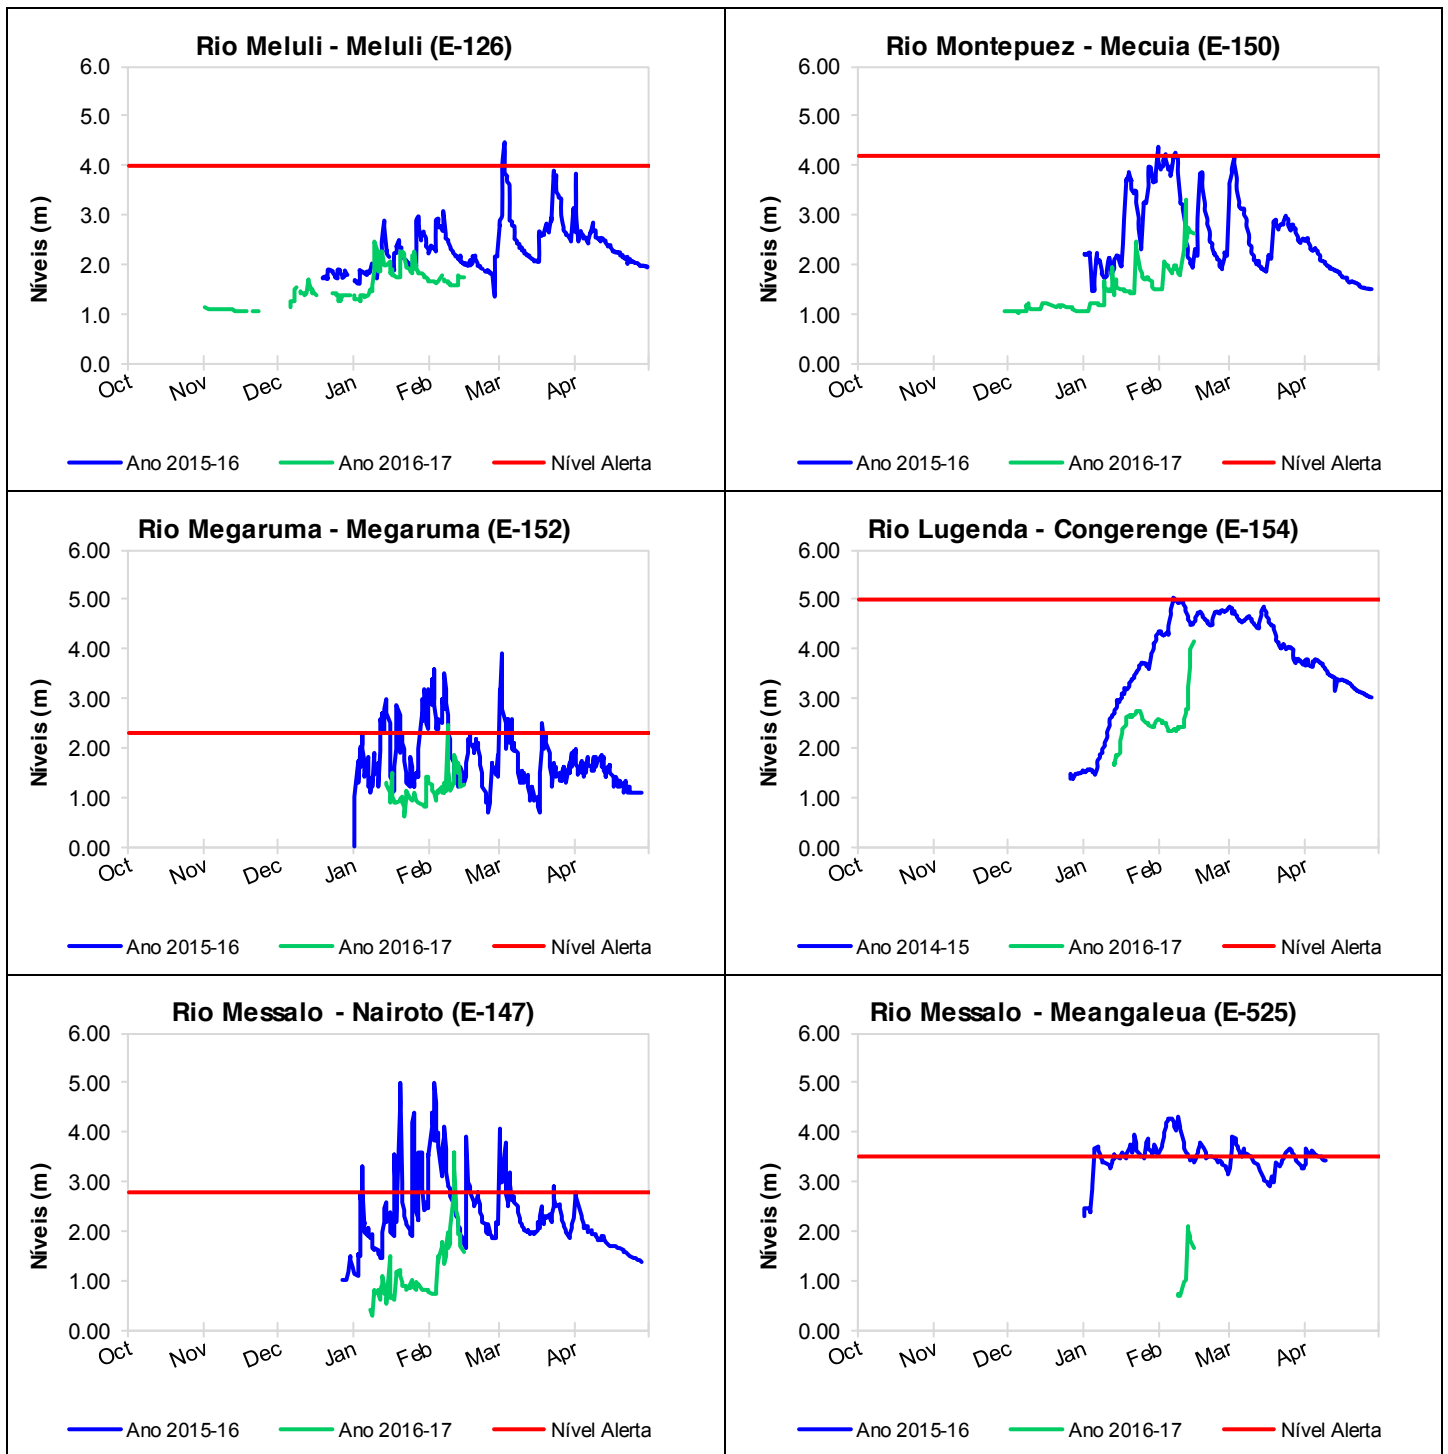 Rio Meluli - Meluli (E-126)
6.0
5.0
4.0
3.0
2.0
1.0
0.0
Níveis (m)
Oct Nov Dec Jan Feb Mar Apr
Ano 2015-16 Ano 2016-17 Nível Alerta
Rio Montepuez - Mecuia (E-150)
6.00
5.00
4.00
3.00
2.00
1.00
0.00
Níveis (m)
Oct Nov Dec Jan Feb Mar Apr
Ano 2015-16 Ano 2016-17 Nível Alerta
Rio Megaruma - Megaruma (E-152)
6.00
5.00
4.00
3.00
2.00
1.00
0.00
Níveis (m)
Oct Nov Dec Jan Feb Mar Apr
Ano 2015-16 Ano 2016-17 Nível Alerta
Rio Lugenda - Congerenge (E-154)
6.00
5.00
4.00
3.00
2.00
1.00
0.00
Níveis (m)
Oct Nov Dec Jan Feb Mar Apr
Ano 2014-15 Ano 2016-17 Nível Alerta
Rio Messalo - Nairoto (E-147)
6.00
5.00
4.00
3.00
2.00
1.00
0.00
Níveis (m)
Oct Nov Dec Jan Feb Mar Apr
Ano 2015-16 Ano 2016-17 Nível Alerta
Rio Messalo - Meangaleua (E-525)
6.00
5.00
4.00
3.00
2.00
1.00
0.00
Níveis (m)
Oct Nov Dec Jan Feb Mar Apr
Ano 2015-16 Ano 2016-17 Nível Alerta